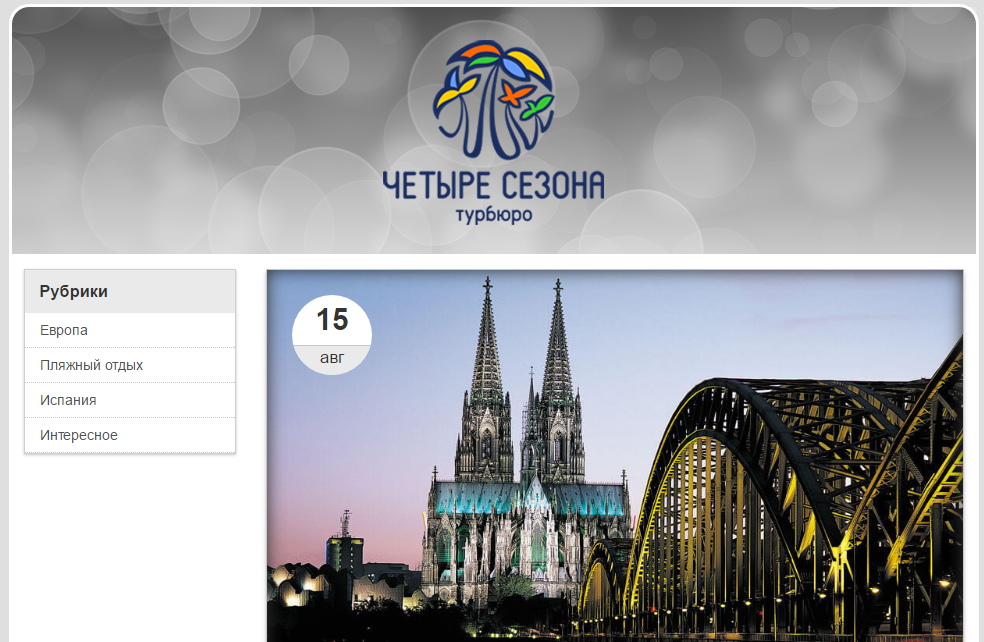 ЧЕТЫРЕ СЕЗОНА
турбюро
Рубрики
Европа
Пляжный отдых
Испания
Интересное
15
авг